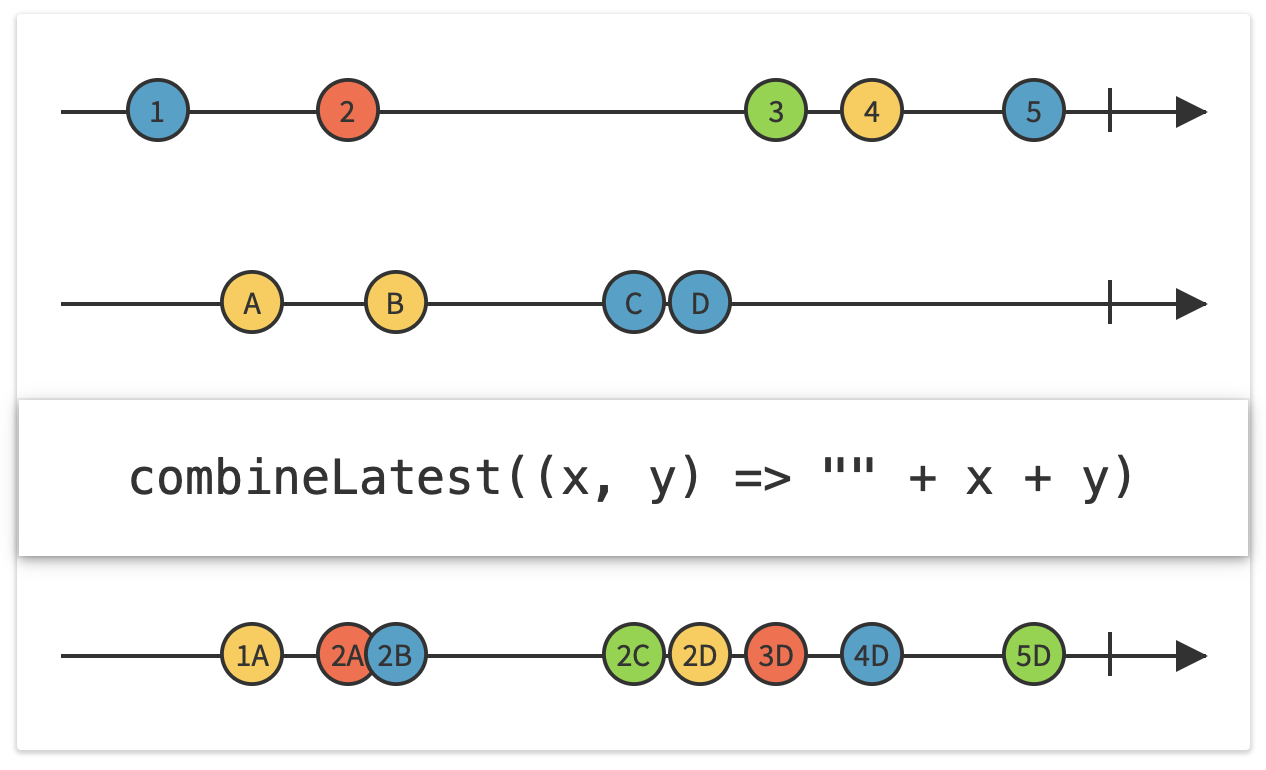 1 2 3 4 5
A B C D
combineLatest((x, y) => "" + x + y)
1A 2A 2B 2C 2D 3D 4D 5D